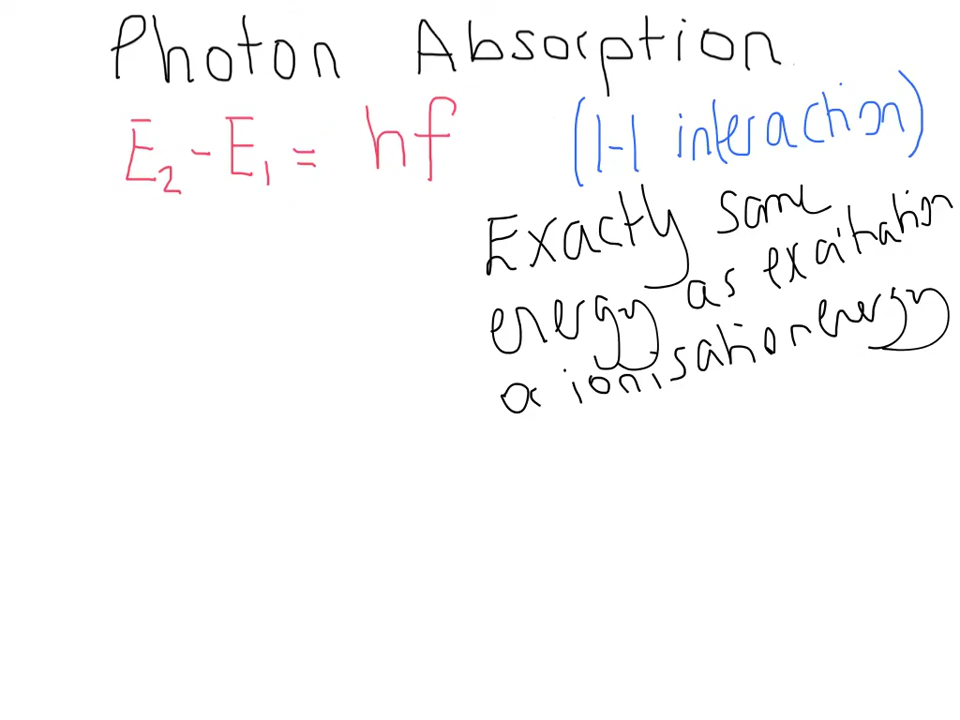 Photon Absorption
E₂ - E₁ = hf (1-1 interaction)
Exactly same
energy as excitation
or ionisation energy